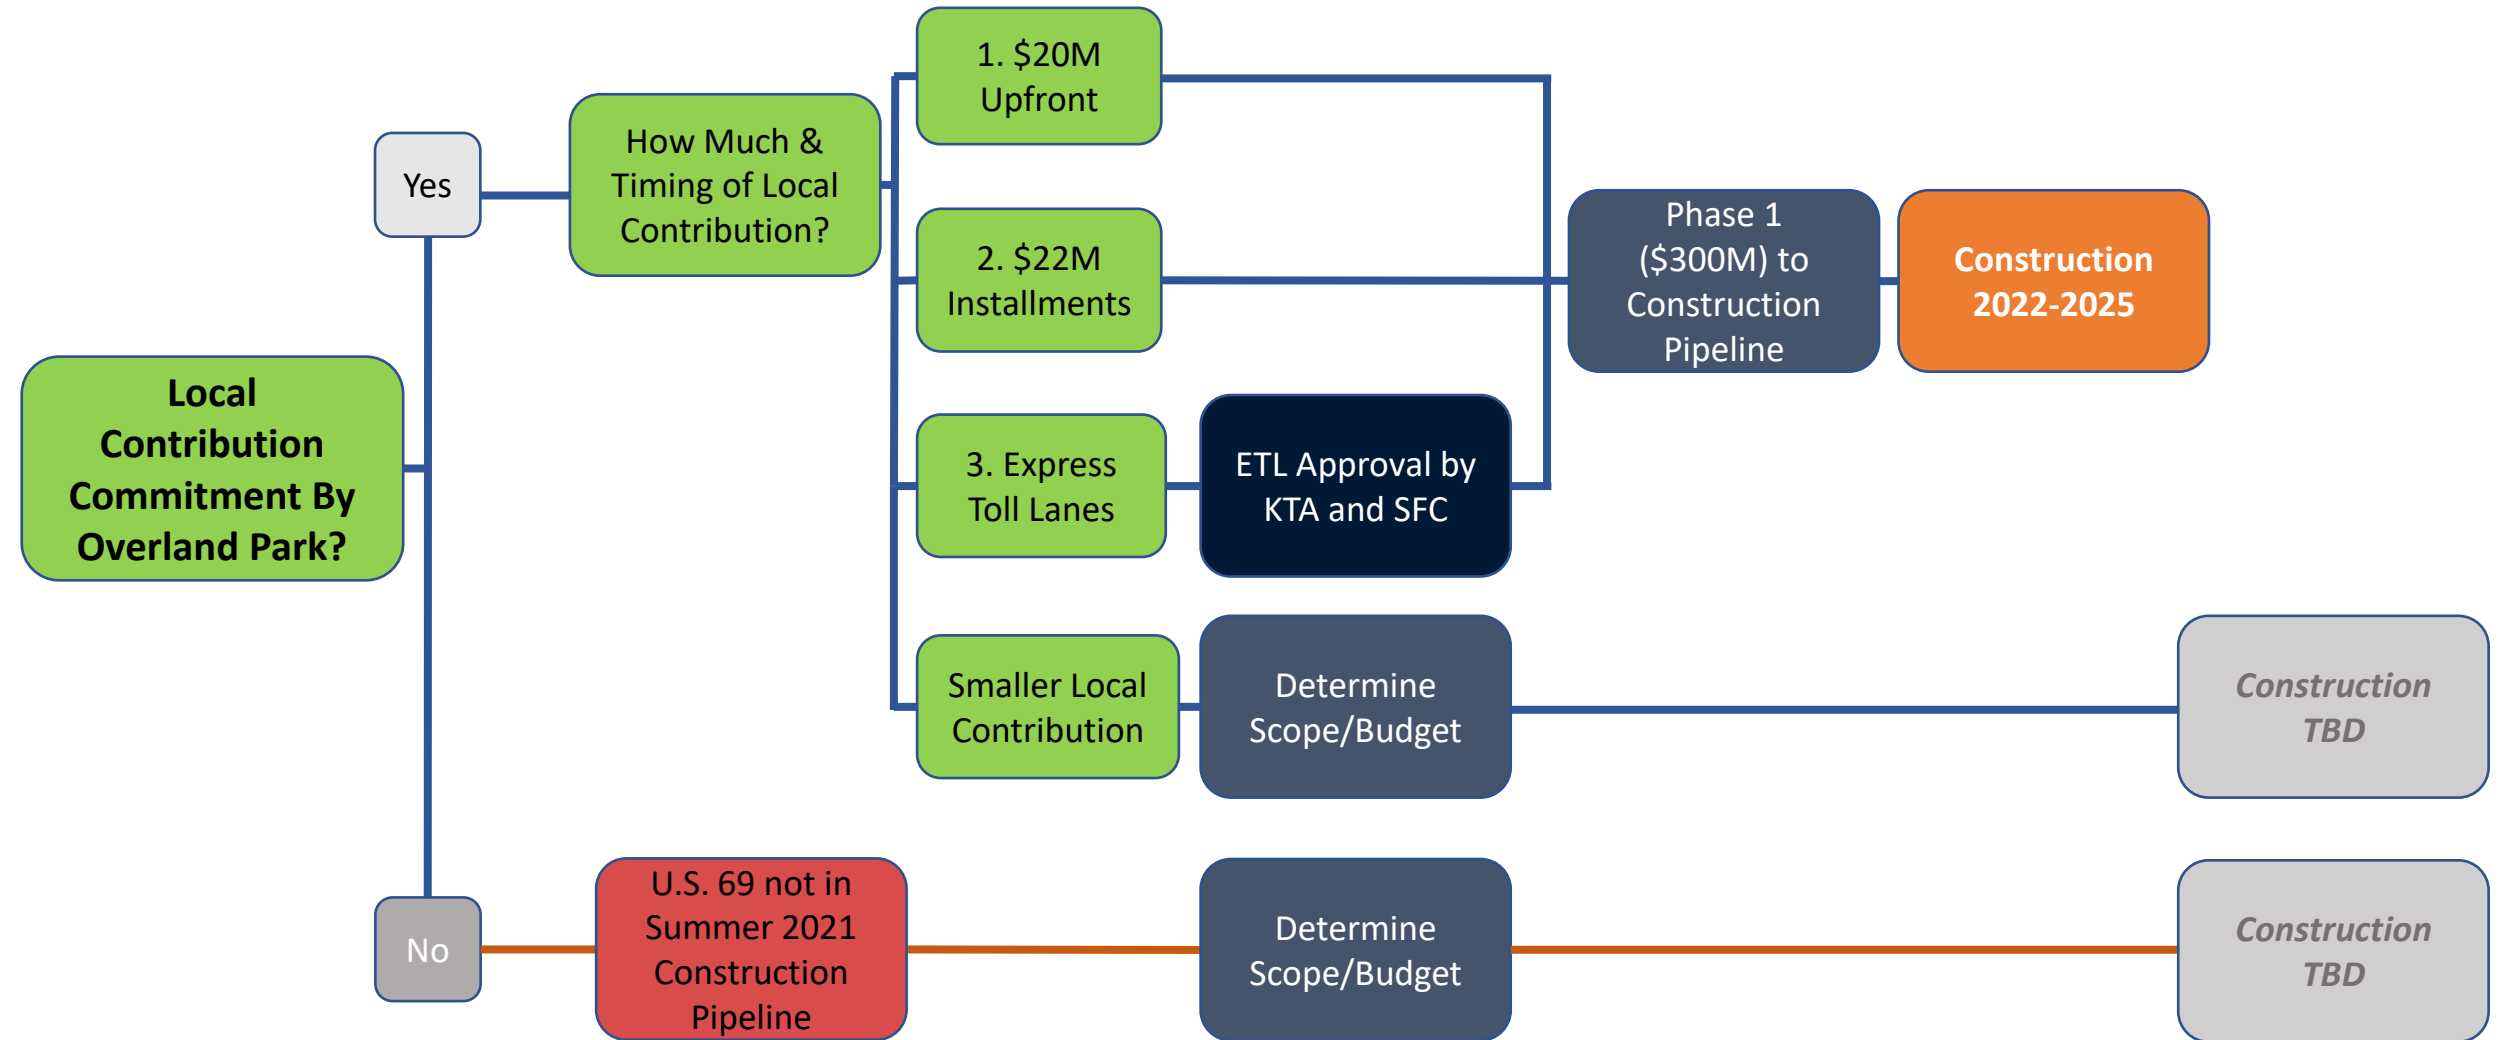 Local
Contribution
Commitment By
Overland Park?
Yes
How Much &
Timing of Local
Contribution?
1. $20M
Upfront
2. $22M
Installments
3. Express
Toll Lanes
ETL Approval by
KTA and SFC
Phase 1
($300M) to
Construction
Pipeline
Construction
2022-2025
Smaller Local
Contribution
Determine
Scope/Budget
Construction
TBD
No
U.S. 69 not in
Summer 2021
Construction
Pipeline
Determine
Scope/Budget
Construction
TBD